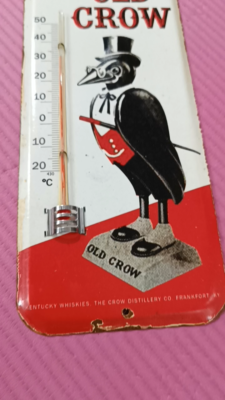 OLD
CROW
50
40
30
20
10
0
10
20
°C
OLD CROW
KENTUCKY WHISKIES. THE CROW DISTILLERY CO. FRANKFORT, KY